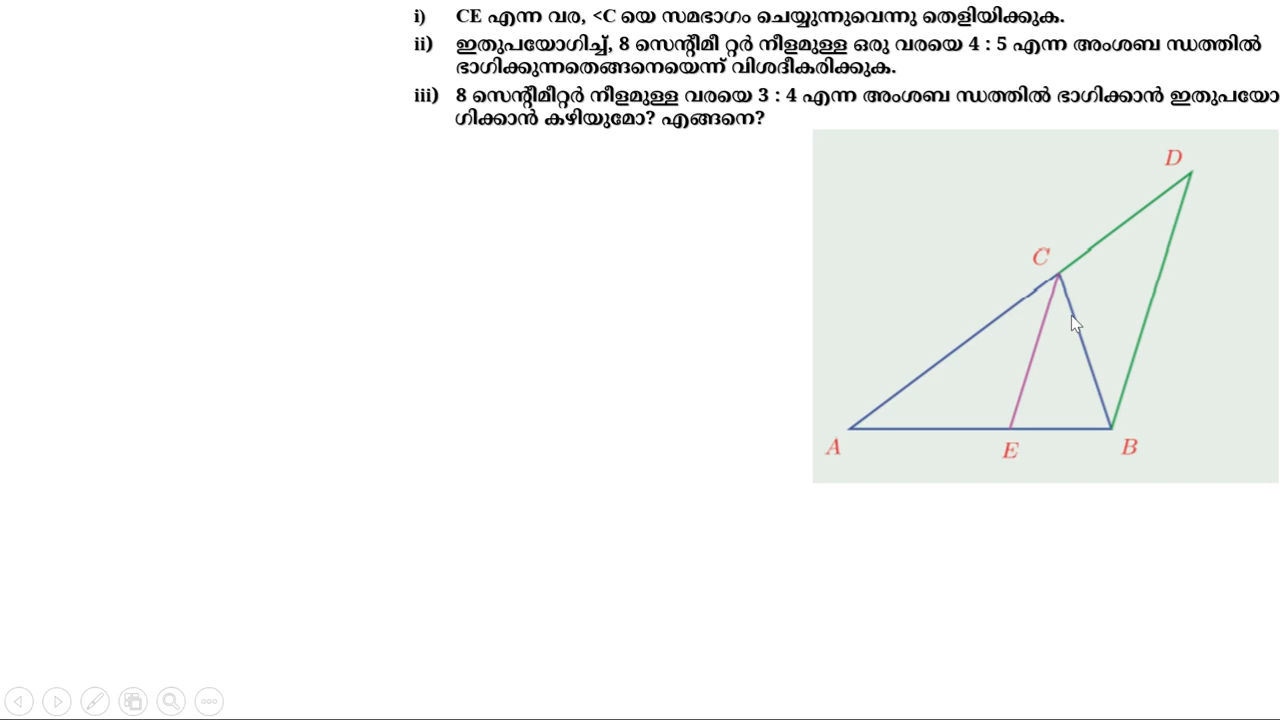 i) CE എന്ന വര, <C യെ സമഭാഗം ചെയ്യുന്നുവെന്നു തെളിയിക്കുക.
ii) ഇതുപയോഗിച്ച്, 8 സെന്റീമീ റ്റർ നീളമുള്ള ഒരു വരയെ 4 : 5 എന്ന അംശബ ന്ധത്തിൽ
ഭാഗിക്കുന്നതെങ്ങനെയെന്ന് വിശദീകരിക്കുക.
iii) 8 സെന്റീമീറ്റർ നീളമുള്ള വരയെ 3 : 4 എന്ന അംശബ ന്ധത്തിൽ ഭാഗിക്കാൻ ഇതുപയോ
ഗിക്കാൻ കഴിയുമോ? എങ്ങനെ?
D
C
A
E
B